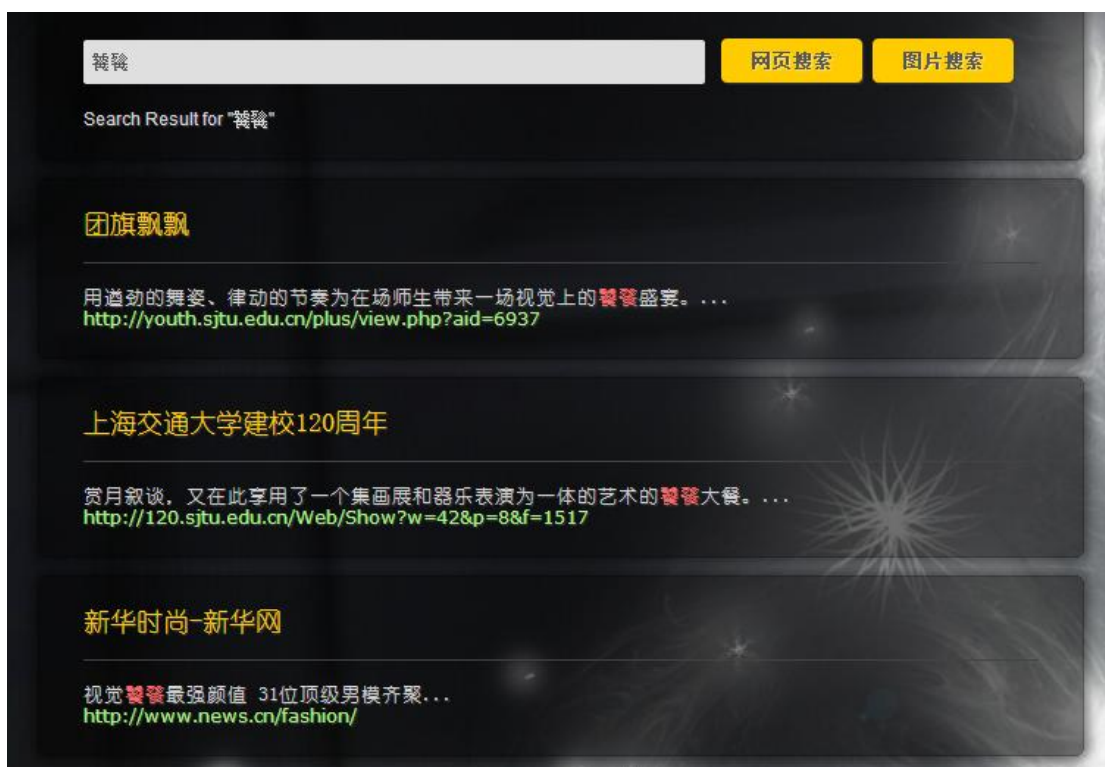 饕餮
网页搜索
图片搜索
Search Result for "饕餮"
团旗飘飘
用遒劲的舞姿、律动的节奏为在场师生带来一场视觉上的饕餮盛宴。...
http://youth.sjtu.edu.cn/plus/view.php?aid=6937
上海交通大学建校120周年
赏月叙谈，又在此享用了一个集画展和器乐表演为一体的艺术的饕餮大餐。...
http://120.sjtu.edu.cn/Web/Show?w=42&p=8&f=1517
新华时尚-新华网
视觉饕餮最强颜值 31位顶级男模齐聚...
http://www.news.cn/fashion/